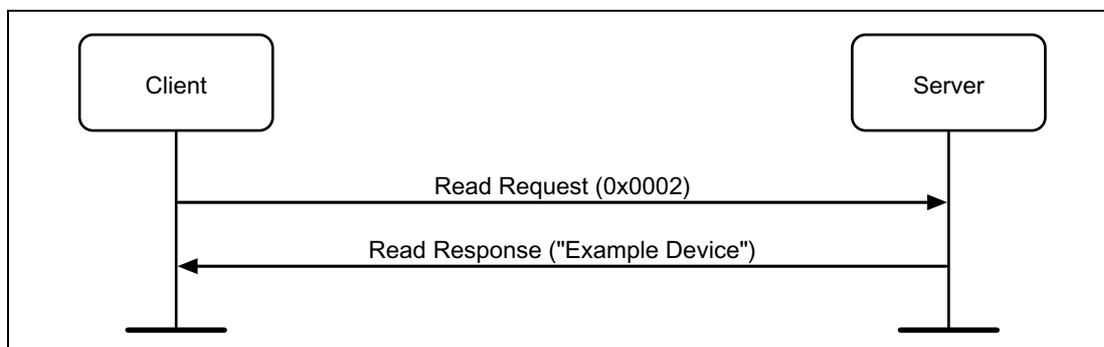 Client
Server
Read Request (0x0002)
Read Response ("Example Device")